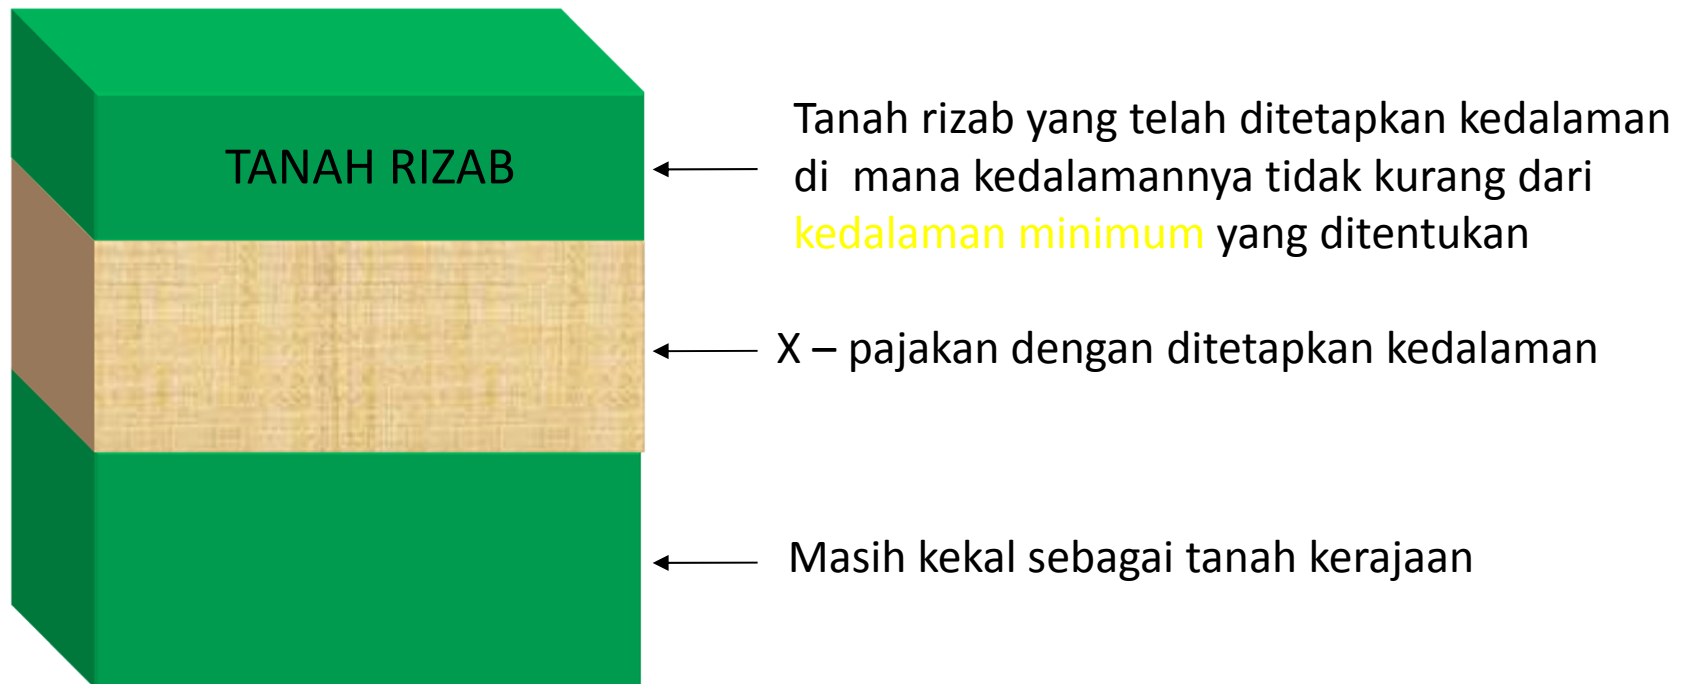 TANAH RIZAB
Tanah rizab yang telah ditetapkan kedalaman
di mana kedalamannya tidak kurang dari
kedalaman minimum yang ditentukan
X – pajakan dengan ditetapkan kedalaman
Masih kekal sebagai tanah kerajaan